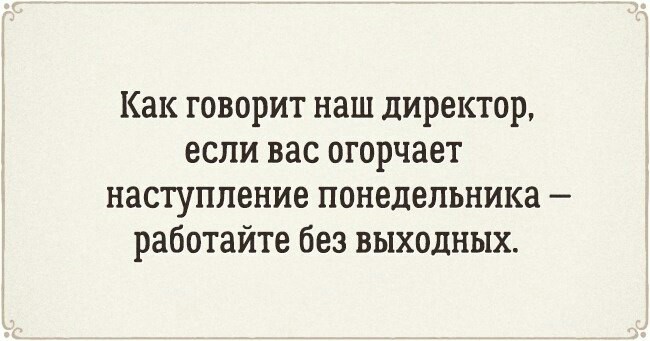 Как говорит наш директор,
если вас огорчает
наступление понедельника –
работайте без выходных.